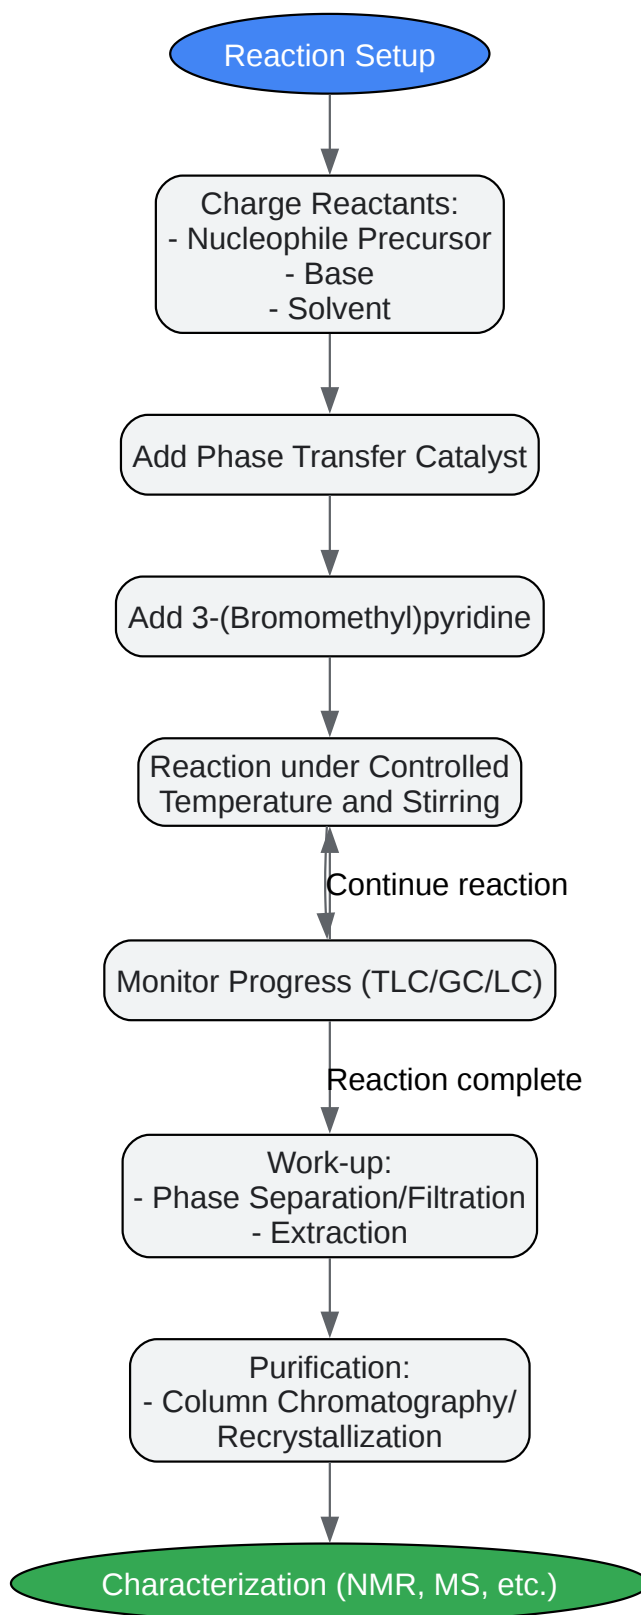 Reaction Setup
Charge Reactants:
- Nucleophile Precursor
- Base
- Solvent
Add Phase Transfer Catalyst
Add 3-(Bromomethyl)pyridine
Reaction under Controlled
Temperature and Stirring
Continue reaction
Monitor Progress (TLC/GC/LC)
Reaction complete
Work-up:
- Phase Separation/Filtration
- Extraction
Purification:
- Column Chromatography/
Recrystallization
Characterization (NMR, MS, etc.)